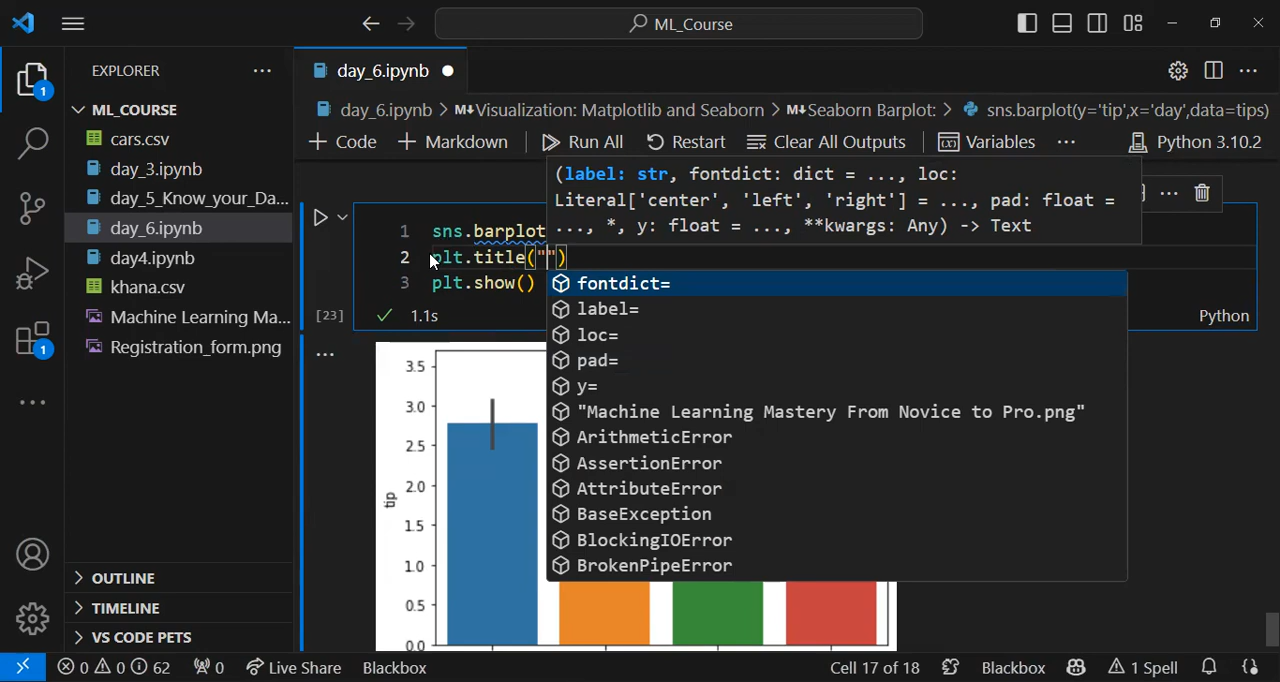 ML_Course
EXPLORER
ML_COURSE
cars.csv
day_3.ipynb
day_5_Know_your_Da...
day_6.ipynb
day4.ipynb
khana.csv
Machine Learning Ma...
Registration_form.png
OUTLINE
TIMELINE
VS CODE PETS
day_6.ipynb
day_6.ipynb > M↓Visualization: Matplotlib and Seaborn > M↓Seaborn Barplot: > sns.barplot(y='tip',x='day',data=tips)
+ Code + Markdown Run All Restart Clear All Outputs Variables ... Python 3.10.2
(label: str, fontdict: dict = ..., loc:
Literal['center', 'left', 'right'] = ..., pad: float =
..., *, y: float = ..., **kwargs: Any) -> Text
1 sns.barplot
2 plt.title("")
3 plt.show()
[23] 1.1s Python
fontdict=
label=
loc=
pad=
y=
"Machine Learning Mastery From Novice to Pro.png"
ArithmeticError
AssertionError
AttributeError
BaseException
BlockingIOError
BrokenPipeError
3.5
3.0
2.5
tip
1.5
1.0
0.5
0.0
1
1
0 0 62 0 Live Share Blackbox Cell 17 of 18 Blackbox 1 Spell